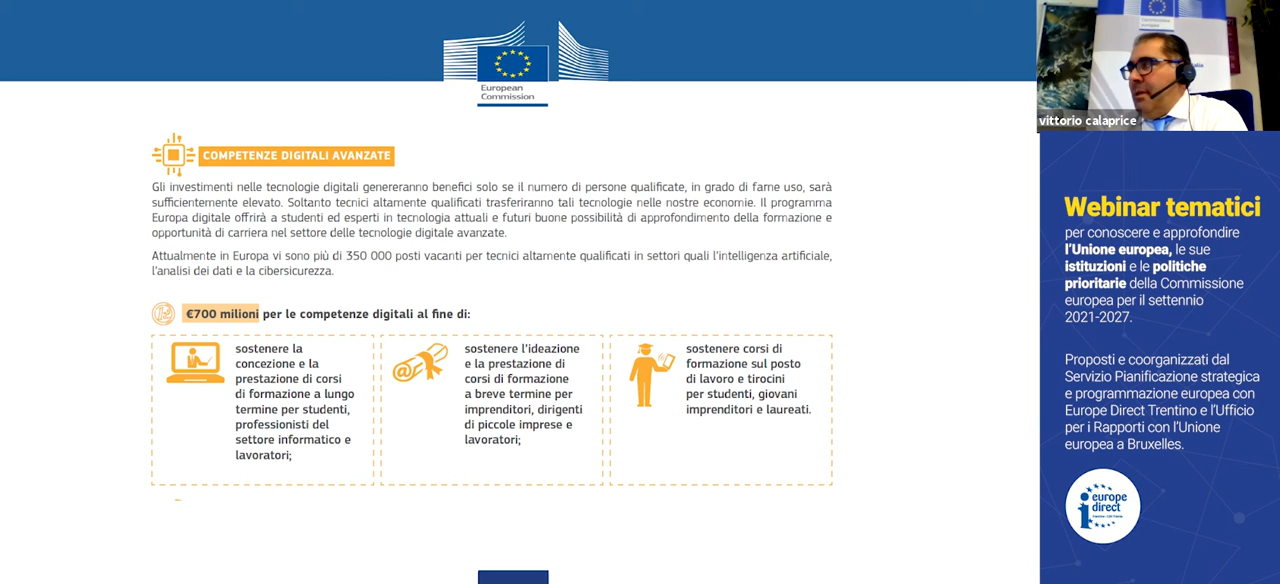 European
Commission
COMPETENZE DIGITALI AVANZATE
Gli investimenti nelle tecnologie digitali genereranno benefici solo se il numero di persone qualificate, in grado di farne uso, sarà
sufficientemente elevato. Soltanto tecnici altamente qualificati trasferiranno tali tecnologie nelle nostre economie. Il programma
Europa digitale offrirà a studenti ed esperti in tecnologia attuali e futuri buone possibilità di approfondimento della formazione e
opportunità di carriera nel settore delle tecnologie digitale avanzate.
Attualmente in Europa vi sono più di 350 000 posti vacanti per tecnici altamente qualificati in settori quali l'intelligenza artificiale,
l'analisi dei dati e la cibersicurezza.
€700 milioni per le competenze digitali al fine di:
sostenere la
concezione e la
prestazione di corsi
di formazione a lungo
termine per studenti,
professionisti del
settore informatico e
lavoratori;
@
sostenere l'ideazione
e la prestazione di
corsi di formazione
a breve termine per
imprenditori, dirigenti
di piccole imprese e
lavoratori;
sostenere corsi di
formazione sul posto
di lavoro e tirocini
per studenti, giovani
imprenditori e laureati.
vittorio calaprice
Webinar tematici
per conoscere e approfondire
l'Unione europea, le sue
istituzioni e le politiche
prioritarie della Commissione
europea per il settennio
2021-2027.
Proposti e coorganizzati dal
Servizio Pianificazione strategica
e programmazione europea con
Europe Direct Trentino e l'Ufficio
per i Rapporti con l'Unione
europea a Bruxelles.
europe
direct